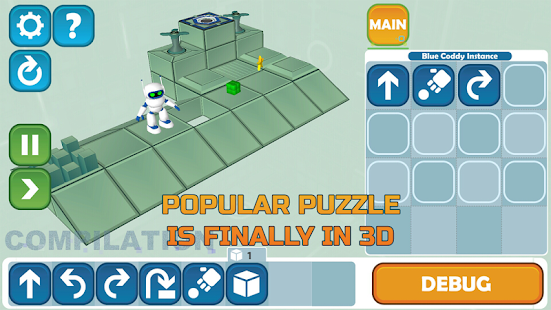 ?
MAIN
Blue Coddy Instance
POPULAR PUZZLE
IS FINALLY IN 3D
COMPILATION
1
DEBUG